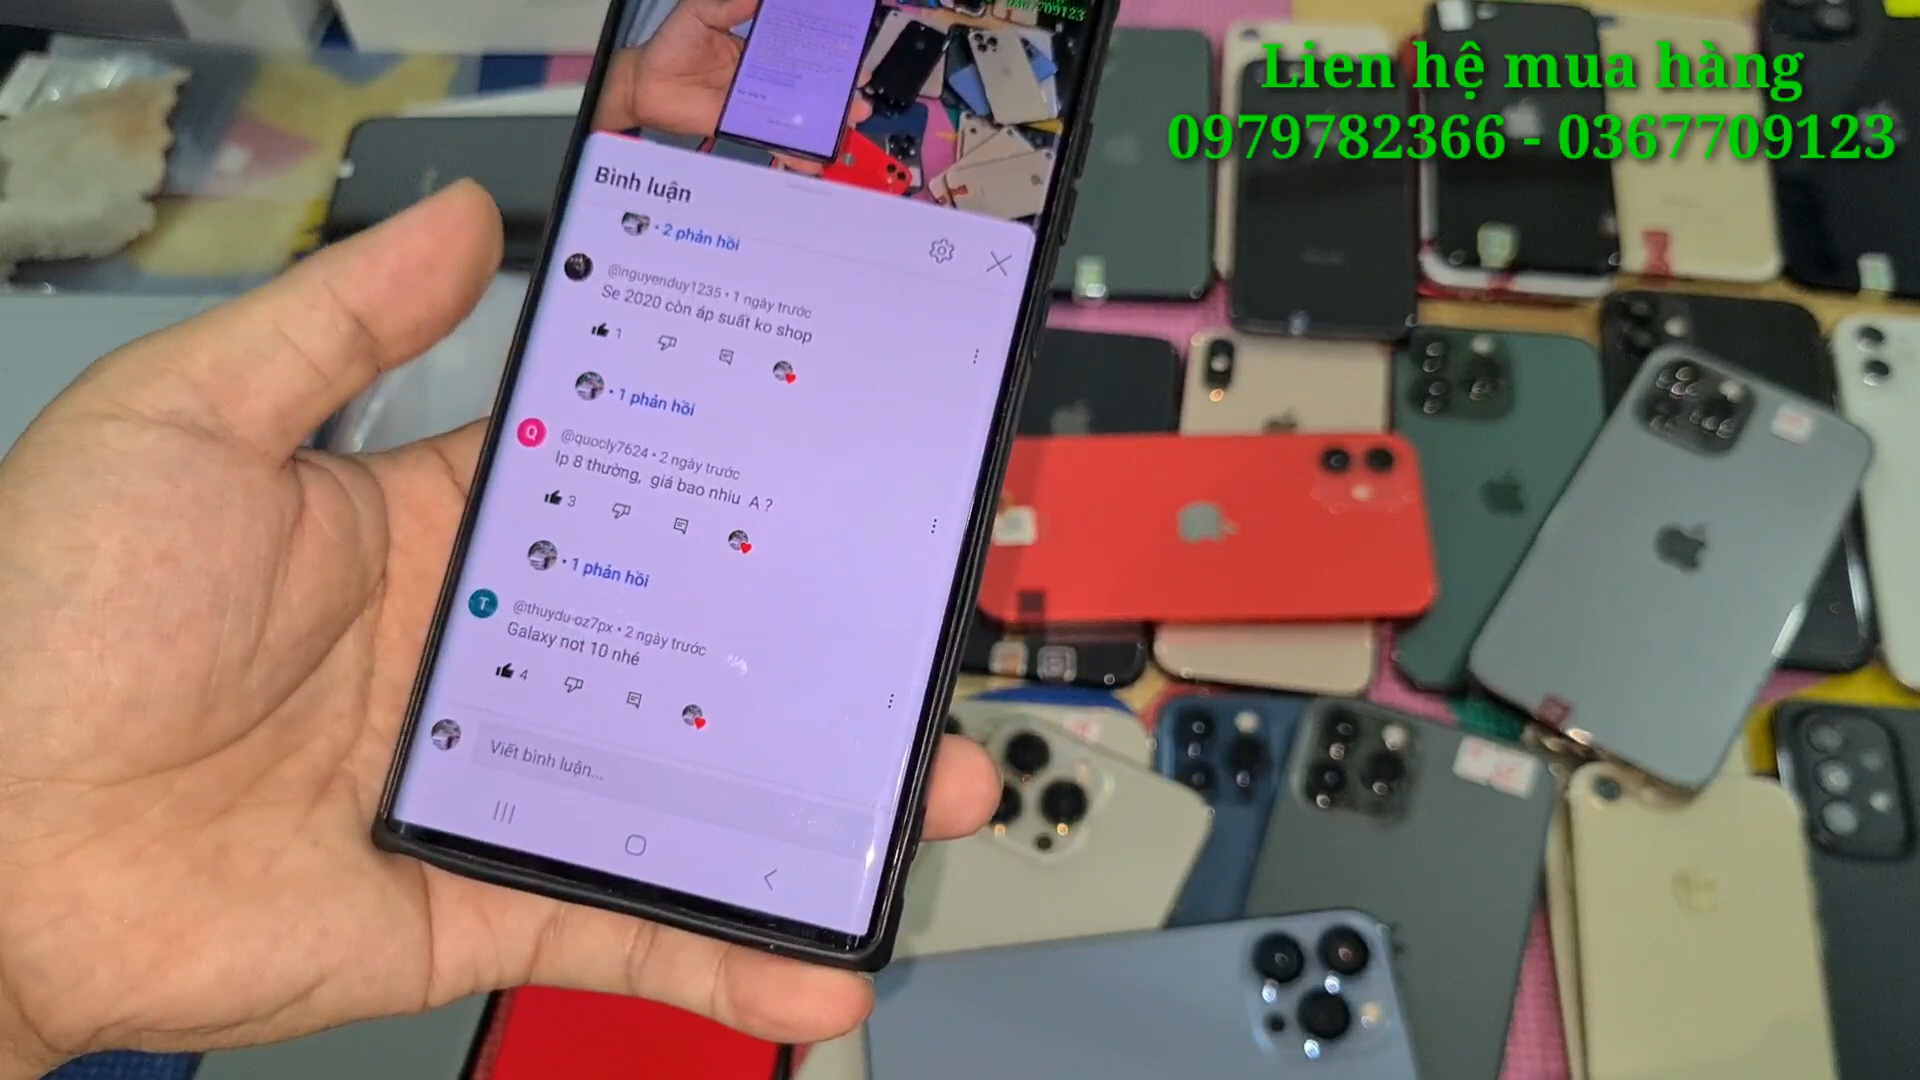 Lien hệ mua hàng
0979782366 - 0367709123
Bình luận
• 2 phản hồi
@nguyenduy1235 • 1 ngày trước
Se 2020 còn áp suất ko shop
1
• 1 phản hồi
Q
@quocly7624 • 2 ngày trước
Ip 8 thường, giá bao nhiu A ?
3
• 1 phản hồi
T
@thuydu-oz7px • 2 ngày trước
Galaxy not 10 nhé
4
Viết bình luận...